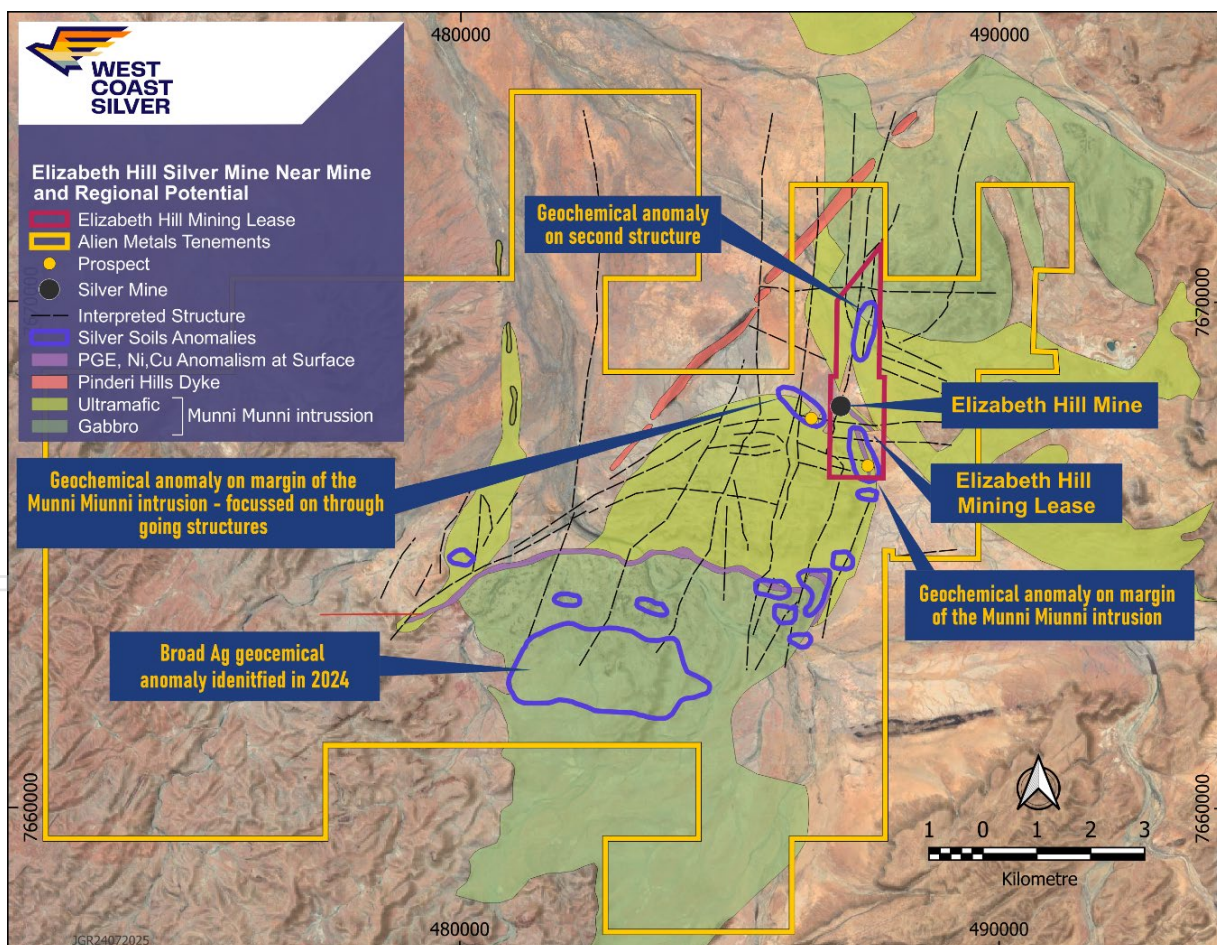 480000
490000
WEST
COAST
SILVER
Elizabeth Hill Silver Mine Near Mine
and Regional Potential
Elizabeth Hill Mining Lease
Alien Metals Tenements
Prospect
Silver Mine
Interpreted Structure
Silver Soils Anomalies
PGE, Ni,Cu Anomalism at Surface
Pinderi Hills Dyke
Ultramafic
Gabbro
Munni Munni intrussion
Geochemical anomaly
on second structure
7670000
7670000
Elizabeth Hill Mine
Geochemical anomaly on margin of the
Munni Miunni intrusion - focussed on through
going structures
Elizabeth Hill
Mining Lease
Geochemical anomaly on margin
of the Munni Miunni intrusion
Broad Ag geocemical
anomaly idenitfied in 2024
7660000
7660000
1 0 1 2 3
Kilometre
480000
490000
JGR24072025